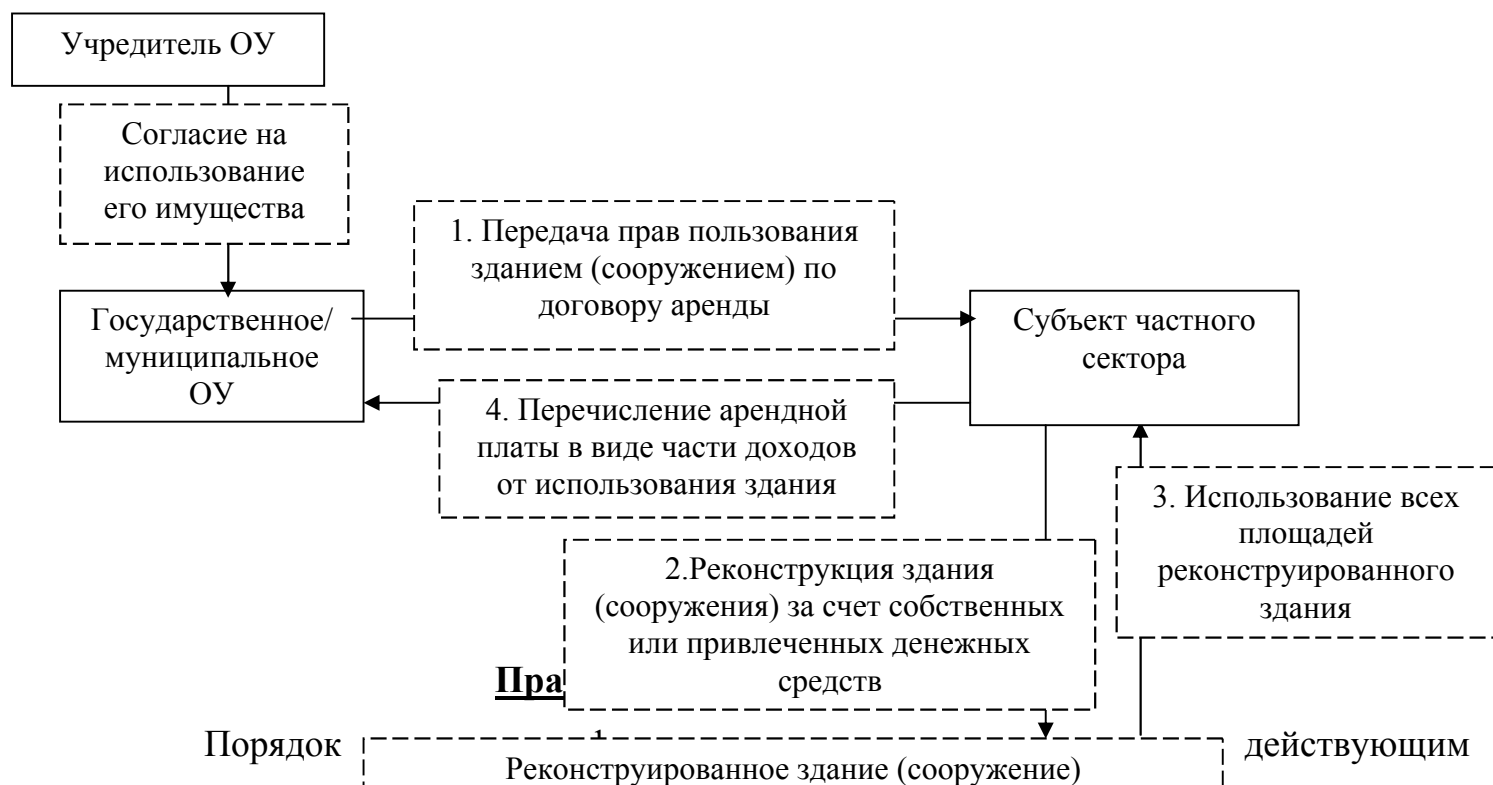 Учредитель ОУ
Согласие на
использование
его имущества
1. Передача прав пользования
зданием (сооружением) по
договору аренды
Государственное/
муниципальное
ОУ
Субъект частного
сектора
4. Перечисление арендной
платы в виде части доходов
от использования здания
3. Использование всех
площадей
реконструированного
здания
2.Реконструкция здания
(сооружения) за счет собственных
или привлеченных денежных
средств
Пра
Порядок действующим
Реконструированное здание (сооружение)